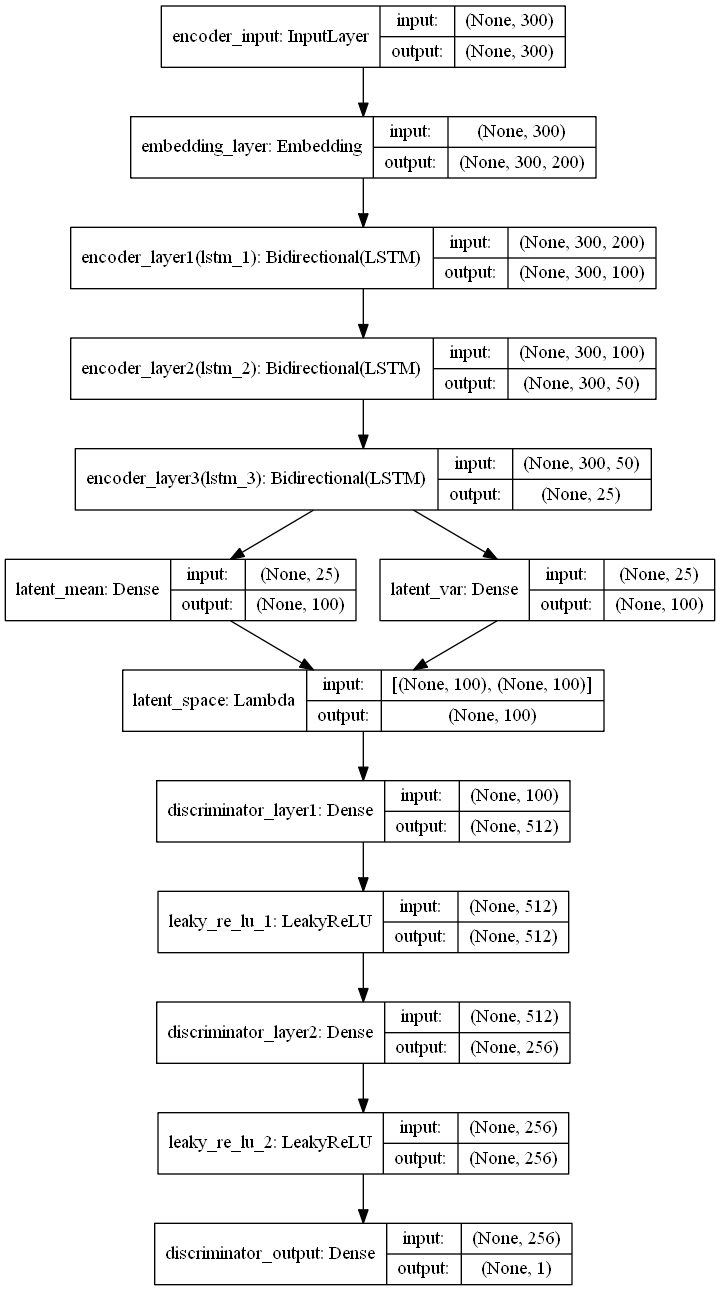 encoder_input: InputLayer
input: (None, 300)
output: (None, 300)
embedding_layer: Embedding
input: (None, 300)
output: (None, 300, 200)
encoder_layer1(lstm_1): Bidirectional(LSTM)
input: (None, 300, 200)
output: (None, 300, 100)
encoder_layer2(lstm_2): Bidirectional(LSTM)
input: (None, 300, 100)
output: (None, 300, 50)
encoder_layer3(lstm_3): Bidirectional(LSTM)
input: (None, 300, 50)
output: (None, 25)
latent_mean: Dense
input: (None, 25)
output: (None, 100)
latent_var: Dense
input: (None, 25)
output: (None, 100)
latent_space: Lambda
input: [(None, 100), (None, 100)]
output: (None, 100)
discriminator_layer1: Dense
input: (None, 100)
output: (None, 512)
leaky_re_lu_1: LeakyReLU
input: (None, 512)
output: (None, 512)
discriminator_layer2: Dense
input: (None, 512)
output: (None, 256)
leaky_re_lu_2: LeakyReLU
input: (None, 256)
output: (None, 256)
discriminator_output: Dense
input: (None, 256)
output: (None, 1)